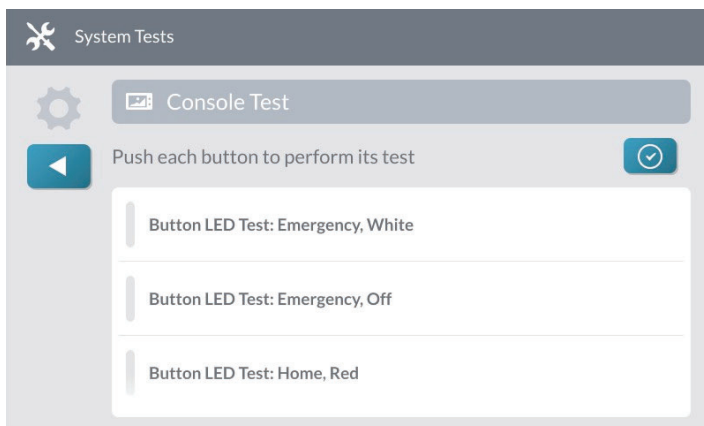 System Tests
Console Test
Push each button to perform its test
Button LED Test: Emergency, White
Button LED Test: Emergency, Off
Button LED Test: Home, Red